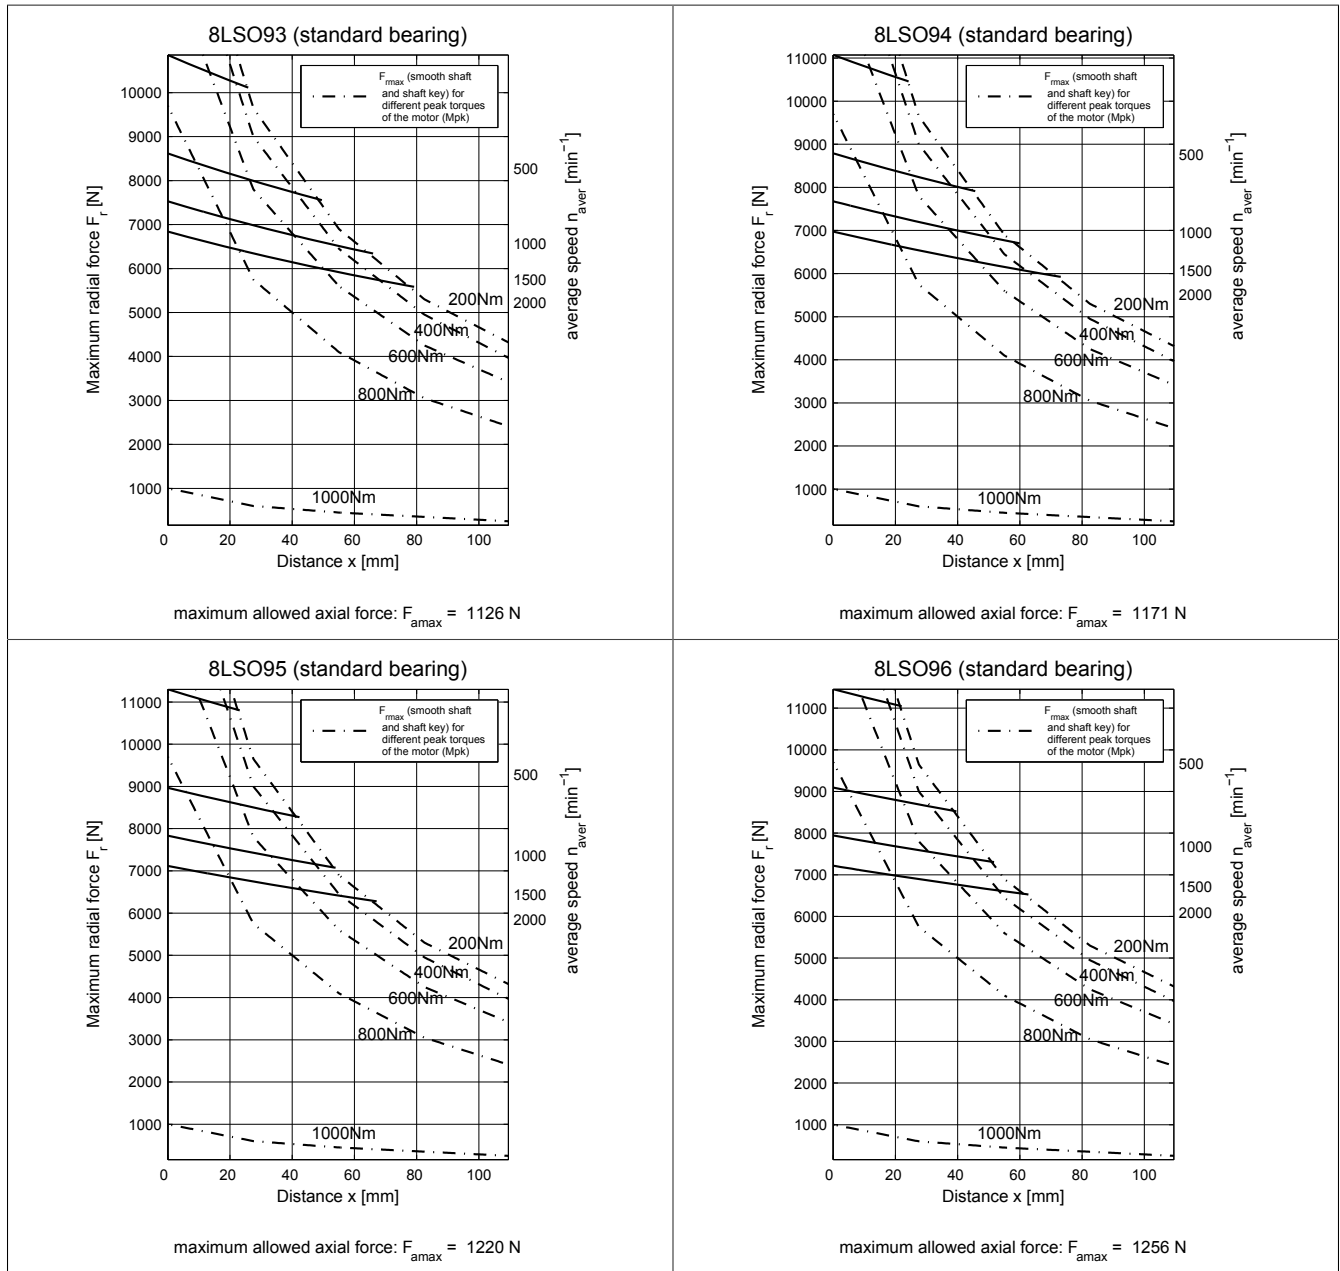 8LSO93 (standard bearing)
F_rmax (smooth shaft
and shaft key) for
different peak torques
of the motor (Mpk)
10000
9000
8000
7000
6000
5000
4000
3000
2000
1000
Maximum radial force F_r [N]
500
1000
1500
2000
average speed n_aver [min⁻¹]
200Nm
400Nm
600Nm
800Nm
1000Nm
0 20 40 60 80 100
Distance x [mm]
maximum allowed axial force: F_amax = 1126 N
8LSO94 (standard bearing)
F_rmax (smooth shaft
and shaft key) for
different peak torques
of the motor (Mpk)
11000
10000
9000
8000
7000
6000
5000
4000
3000
2000
1000
Maximum radial force F_r [N]
500
1000
1500
2000
average speed n_aver [min⁻¹]
200Nm
400Nm
600Nm
800Nm
1000Nm
0 20 40 60 80 100
Distance x [mm]
maximum allowed axial force: F_amax = 1171 N
8LSO95 (standard bearing)
F_rmax (smooth shaft
and shaft key) for
different peak torques
of the motor (Mpk)
11000
10000
9000
8000
7000
6000
5000
4000
3000
2000
1000
Maximum radial force F_r [N]
500
1000
1500
2000
average speed n_aver [min⁻¹]
200Nm
400Nm
600Nm
800Nm
1000Nm
0 20 40 60 80 100
Distance x [mm]
maximum allowed axial force: F_amax = 1220 N
8LSO96 (standard bearing)
F_rmax (smooth shaft
and shaft key) for
different peak torques
of the motor (Mpk)
11000
10000
9000
8000
7000
6000
5000
4000
3000
2000
1000
Maximum radial force F_r [N]
500
1000
1500
2000
average speed n_aver [min⁻¹]
200Nm
400Nm
600Nm
800Nm
1000Nm
0 20 40 60 80 100
Distance x [mm]
maximum allowed axial force: F_amax = 1256 N